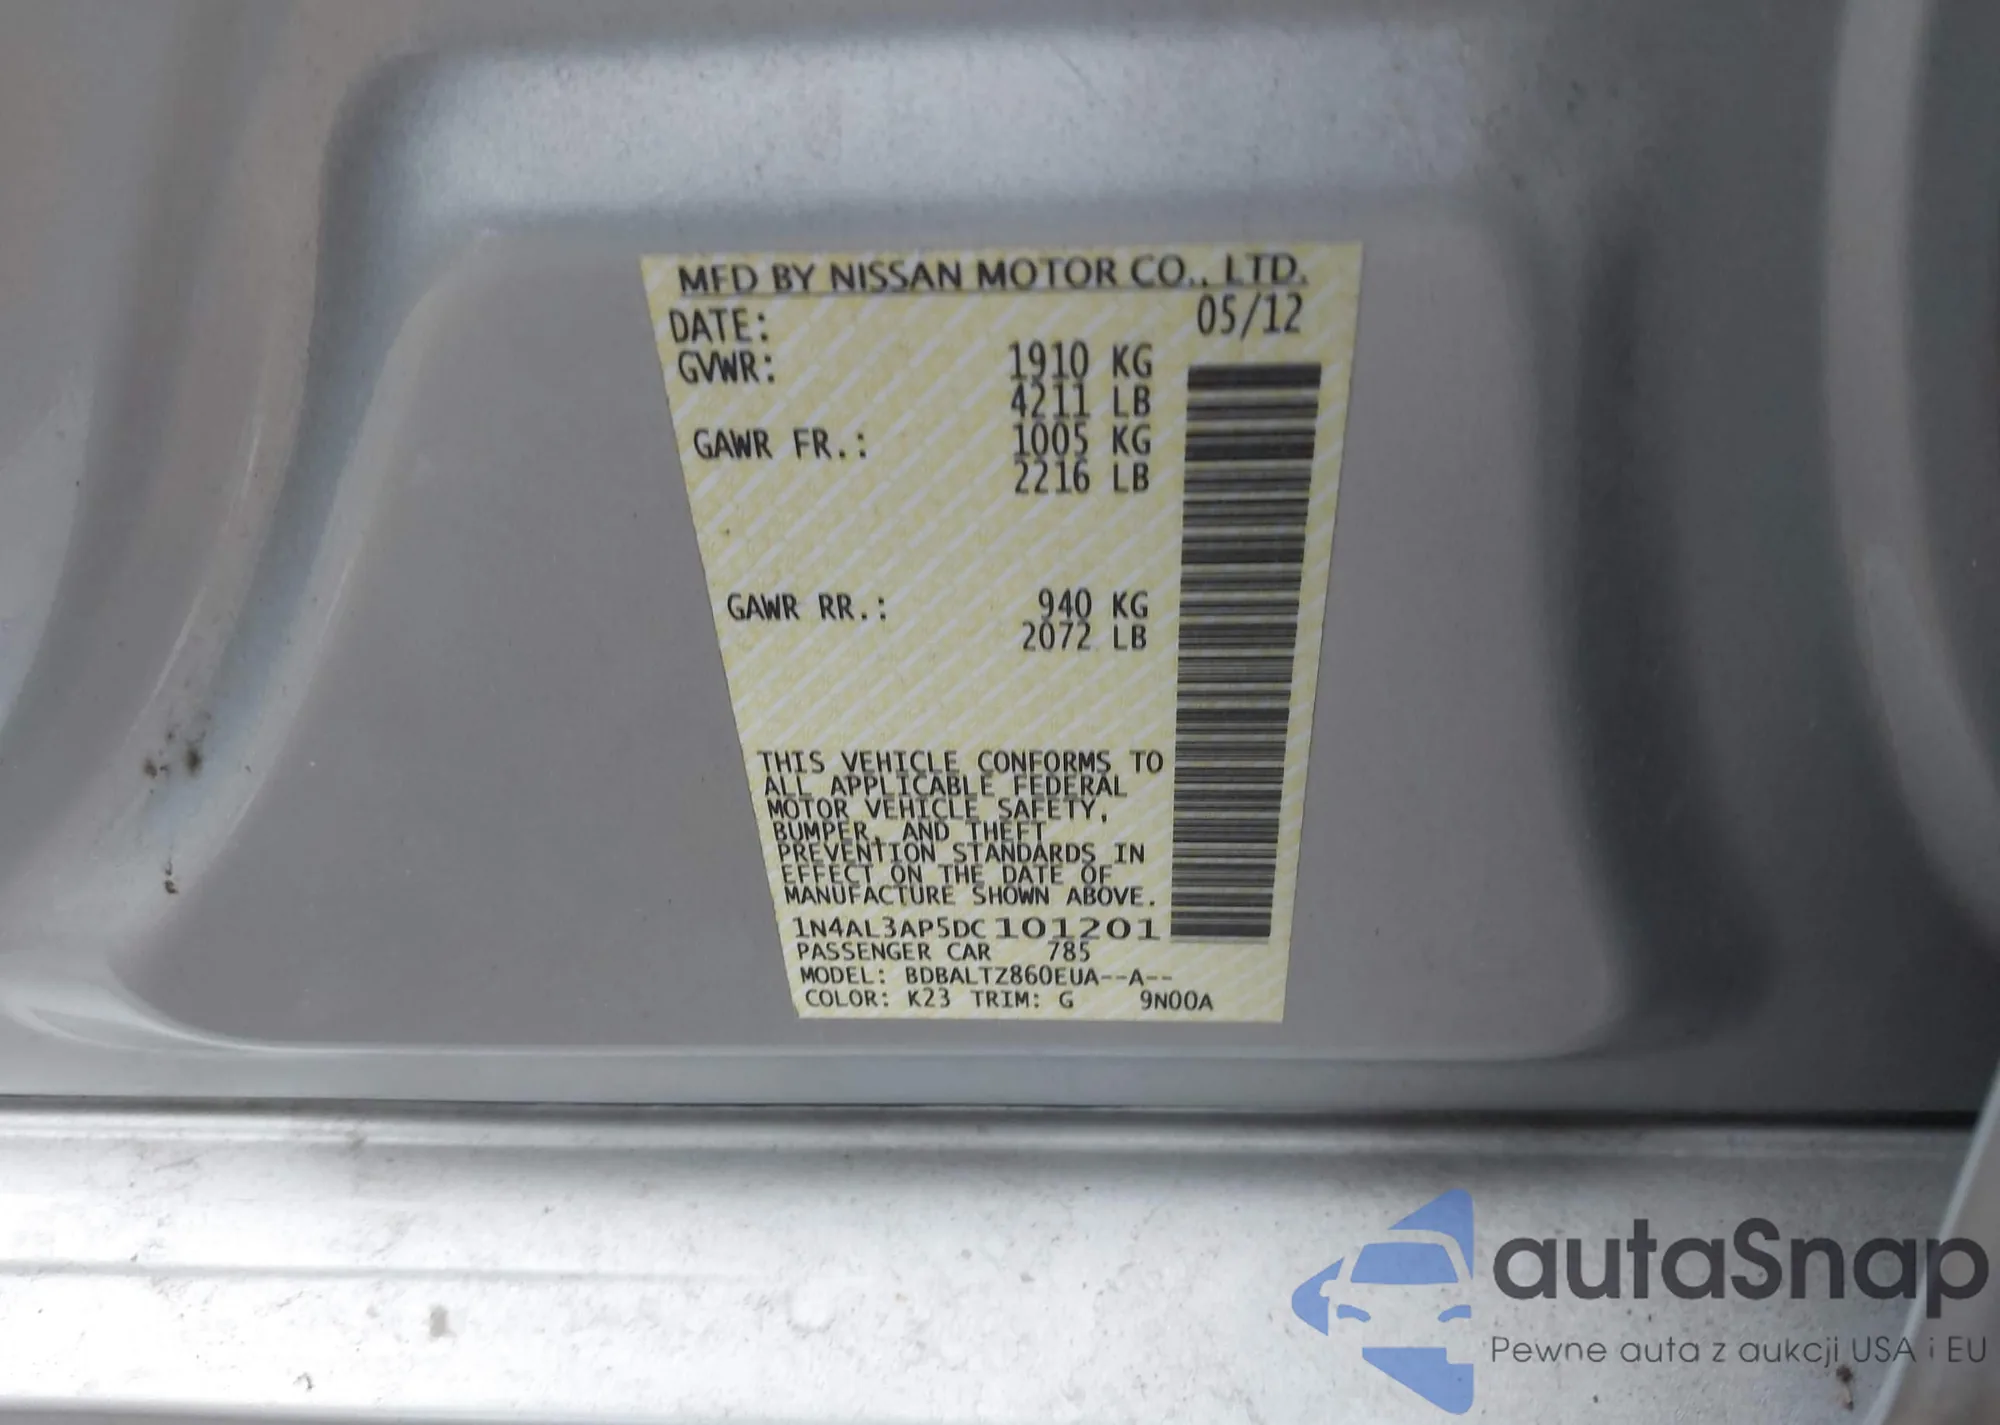 MFD BY NISSAN MOTOR CO., LTD.
DATE: 05/12
GVWR: 1910 KG
4211 LB
GAWR FR.: 1005 KG
2216 LB
GAWR RR.: 940 KG
2072 LB
THIS VEHICLE CONFORMS TO
ALL APPLICABLE FEDERAL
MOTOR VEHICLE SAFETY,
BUMPER, AND THEFT
PREVENTION STANDARDS IN
EFFECT ON THE DATE OF
MANUFACTURE SHOWN ABOVE.
1N4AL3AP5DC101201
PASSENGER CAR 785
MODEL: BDBALTZ860EUA--A--
COLOR: K23 TRIM: G 9N00A
autaSnap
Pewne auta z aukcji USA i EU